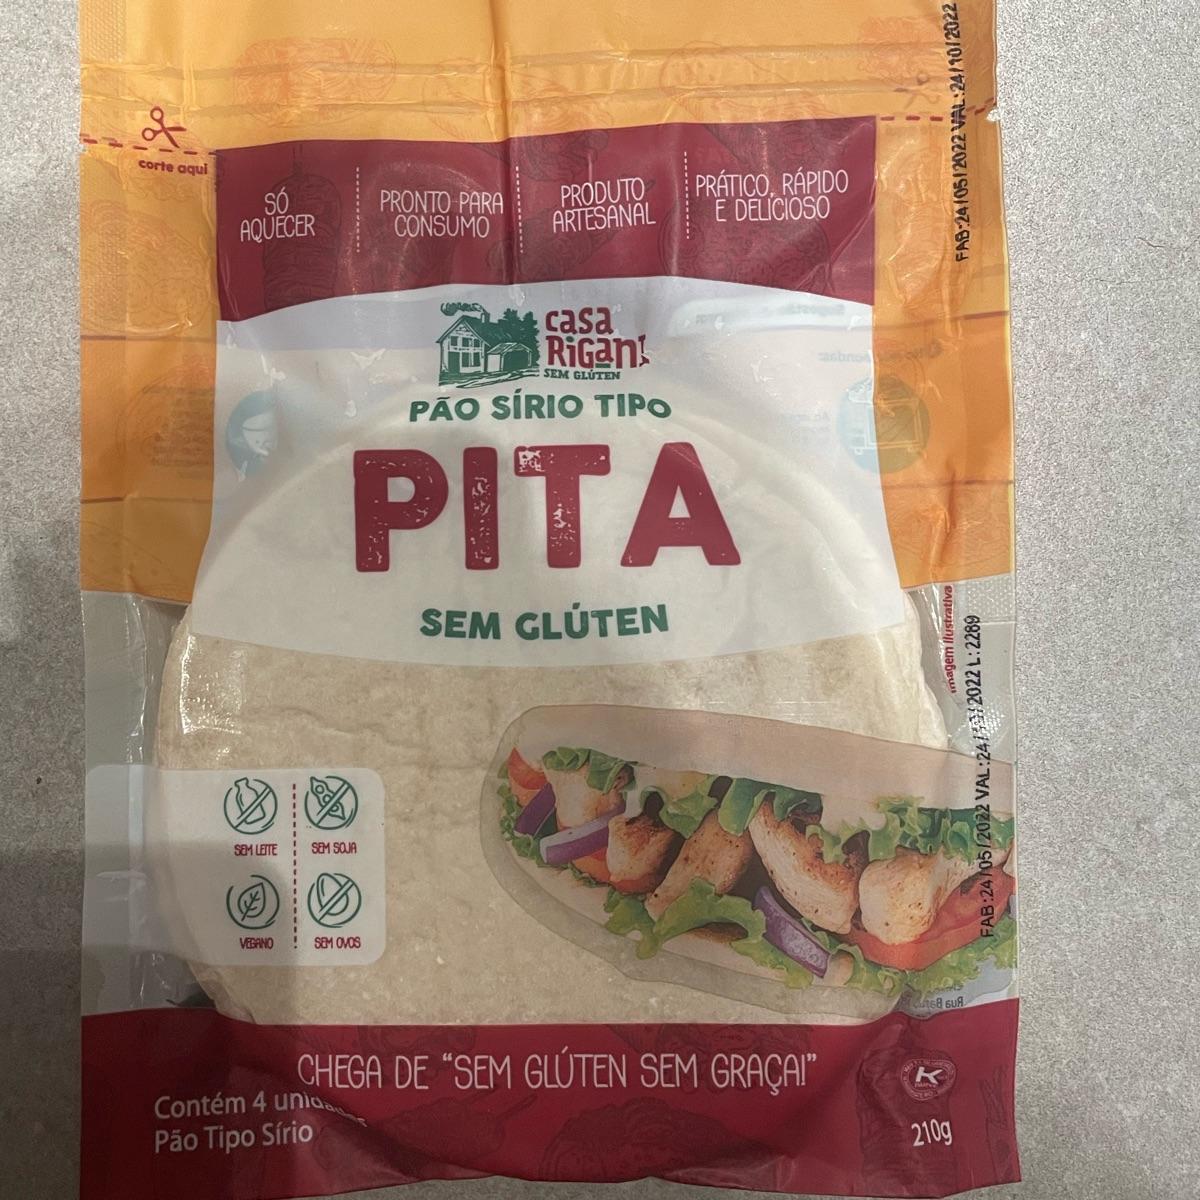 FAB:24/05/2022 VAL:24/10/2022
corte aqui
SÓ
AQUECER
PRONTO PARA
CONSUMO
PRODUTO
ARTESANAL
PRÁTICO, RÁPIDO
E DELICIOSO
casa
RiGanI
SEM GLÚTEN
PÃO SÍRIO TIPO
PITA
SEM GLÚTEN
Imagem ilustrativa
FAB:24/05/2022 VAL:24/10/2022 L:2289
SEM LEITE
SEM SOJA
VEGANO
SEM OVOS
CHEGA DE “SEM GLÚTEN SEM GRAÇA!”
Contém 4 unidades
Pão Tipo Sírio
K
210g